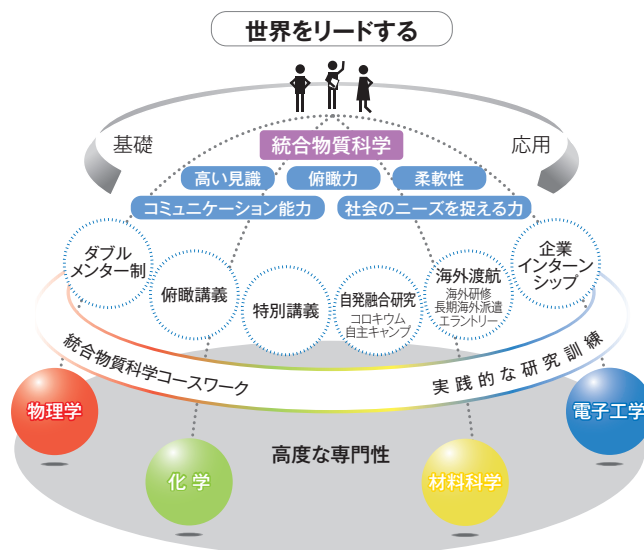 世界をリードする
基礎
応用
統合物質科学
高い見識
俯瞰力
柔軟性
コミュニケーション能力
社会のニーズを捉える力
ダブル
メンター制
俯瞰講義
特別講義
自発融合研究
コロキウム
自主キャンプ
海外渡航
海外研修
長期海外派遣
エラントリー
企業
インターン
シップ
統合物質科学コースワーク
実践的な研究訓練
物理学
化学
高度な専門性
材料科学
電子工学